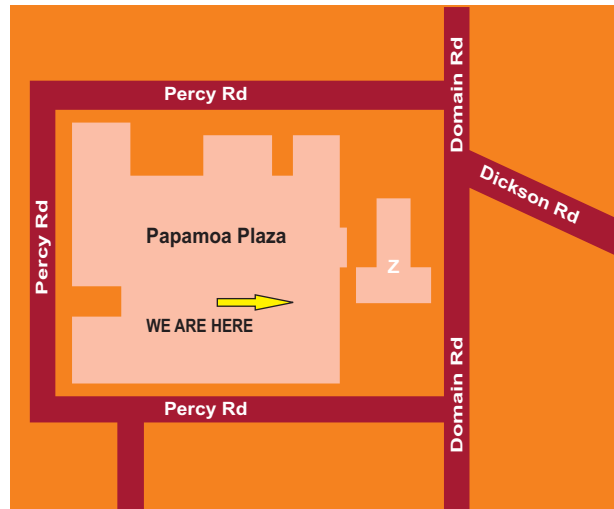 Percy Rd
Domain Rd
Dickson Rd
Percy Rd
Papamoa Plaza
Z
WE ARE HERE
Percy Rd
Domain Rd